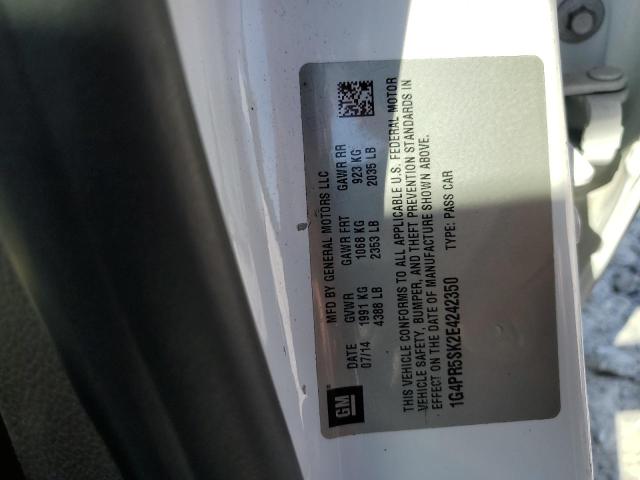 MFD BY GENERAL MOTORS LLC
DATE GVWR GAWR FRT GAWR RR
07/14 1991 KG 1068 KG 923 KG
4388 LB 2353 LB 2035 LB
THIS VEHICLE CONFORMS TO ALL APPLICABLE U.S. FEDERAL MOTOR
VEHICLE SAFETY, BUMPER, AND THEFT PREVENTION STANDARDS IN
EFFECT ON THE DATE OF MANUFACTURE SHOWN ABOVE.
1G4PR5SK2E4242350 TYPE: PASS CAR
GM